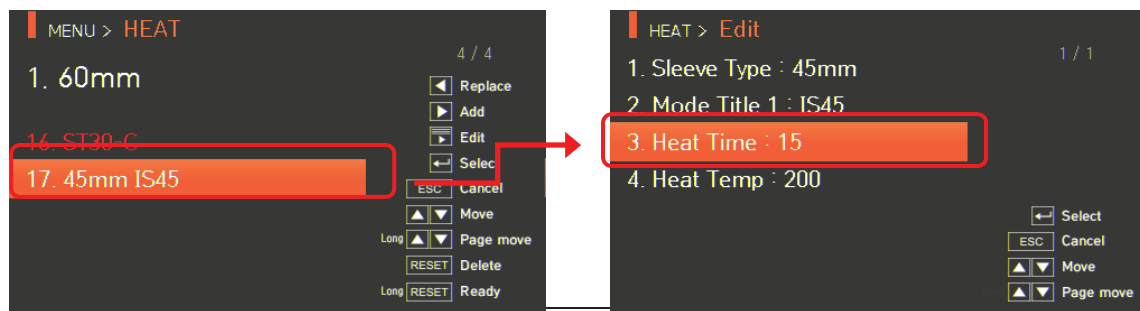 MENU > HEAT
4 / 4
1. 60mm
Replace
Add
16. ST30-C
Edit
Selec
17. 45mm IS45
ESC Cancel
Move
Long Page move
RESET Delete
Long RESET Ready
HEAT > Edit
1 / 1
1. Sleeve Type : 45mm
2. Mode Title 1 : IS45
3. Heat Time : 15
4. Heat Temp : 200
Select
ESC Cancel
Move
Page move